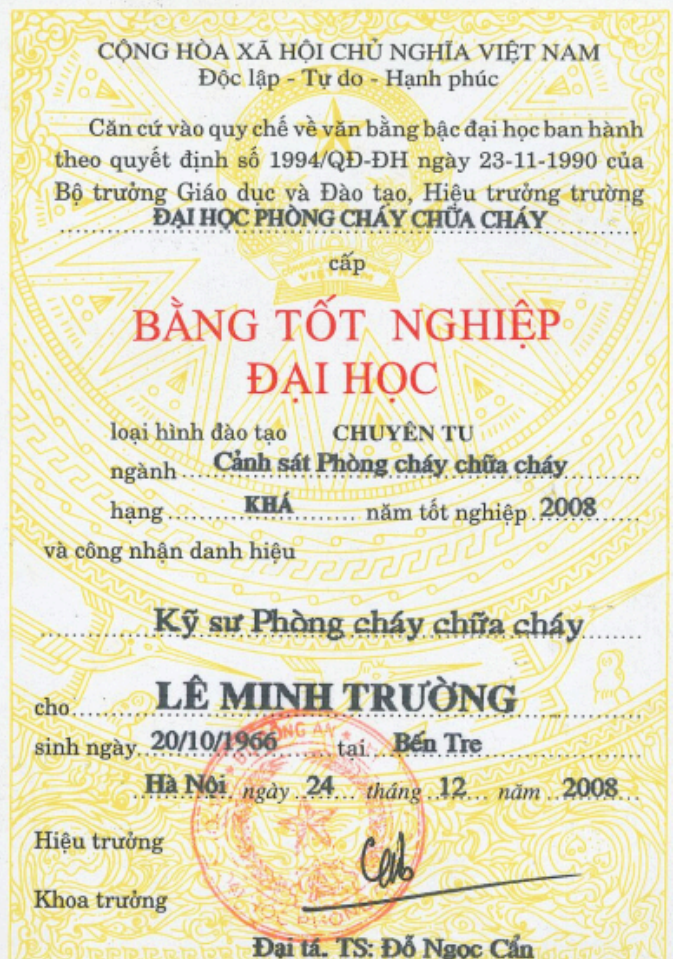 CỘNG HÒA XÃ HỘI CHỦ NGHĨA VIỆT NAM
Độc lập - Tự do - Hạnh phúc
Căn cứ vào quy chế về văn bằng bậc đại học ban hành
theo quyết định số 1994/QĐ-ĐH ngày 23-11-1990 của
Bộ trưởng Giáo dục và Đào tạo, Hiệu trưởng trường
ĐẠI HỌC PHÒNG CHÁY CHỮA CHÁY
cấp
BẰNG TỐT NGHIỆP
ĐẠI HỌC
loại hình đào tạo CHUYÊN TU
ngành Cảnh sát Phòng cháy chữa cháy
hạng KHÁ năm tốt nghiệp 2008
và công nhận danh hiệu
Kỹ sư Phòng cháy chữa cháy
cho LÊ MINH TRƯỜNG
sinh ngày 20/10/1966 tại Bến Tre
Hà Nội ngày 24 tháng 12 năm 2008
Hiệu trưởng
Khoa trưởng
Đại tá. TS: Đỗ Ngọc Cẩn